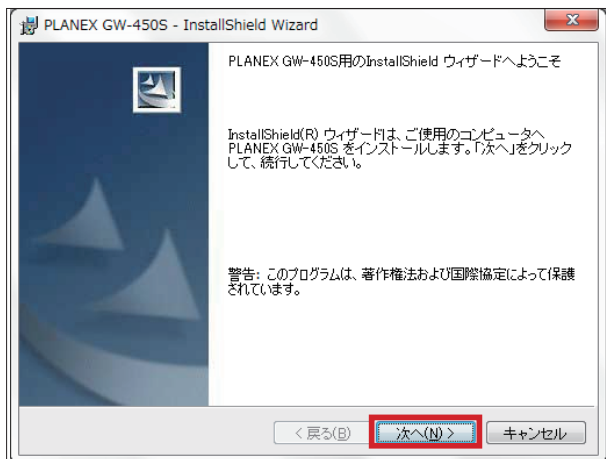 PLANEX GW-450S - InstallShield Wizard
PLANEX GW-450S用のInstallShield ウィザードへようこそ
InstallShield(R) ウィザードは、ご使用のコンピュータへ
PLANEX GW-450S をインストールします。「次へ」をクリック
して、続行してください。
警告: このプログラムは、著作権法および国際協定によって保護
されています。
< 戻る(B) 次へ(N) > キャンセル